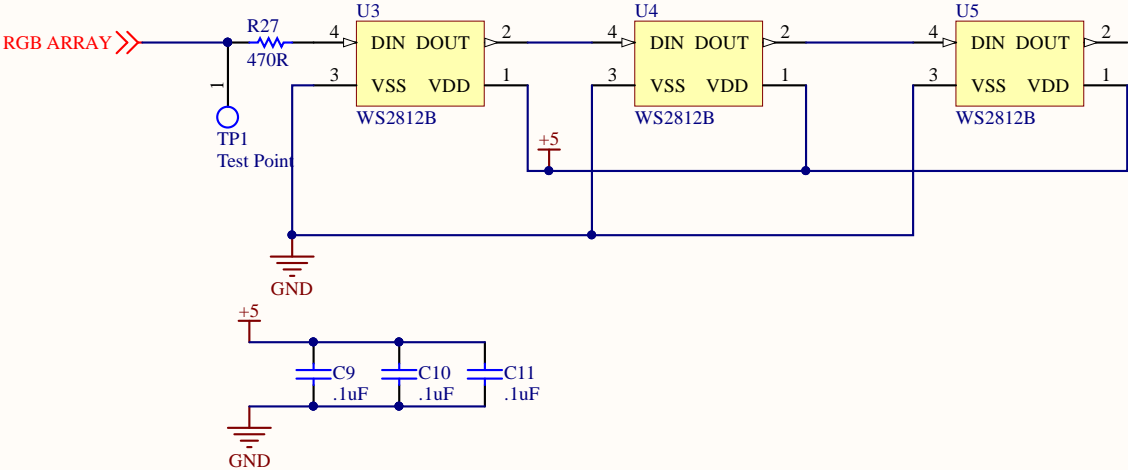 RGB ARRAY
R27
470R
1
TP1
Test Point
U3
4 DIN DOUT 2
3 VSS VDD 1
WS2812B
U4
4 DIN DOUT 2
3 VSS VDD 1
WS2812B
U5
4 DIN DOUT 2
3 VSS VDD 1
WS2812B
+5
GND
+5
C9
.1uF
C10
.1uF
C11
.1uF
GND